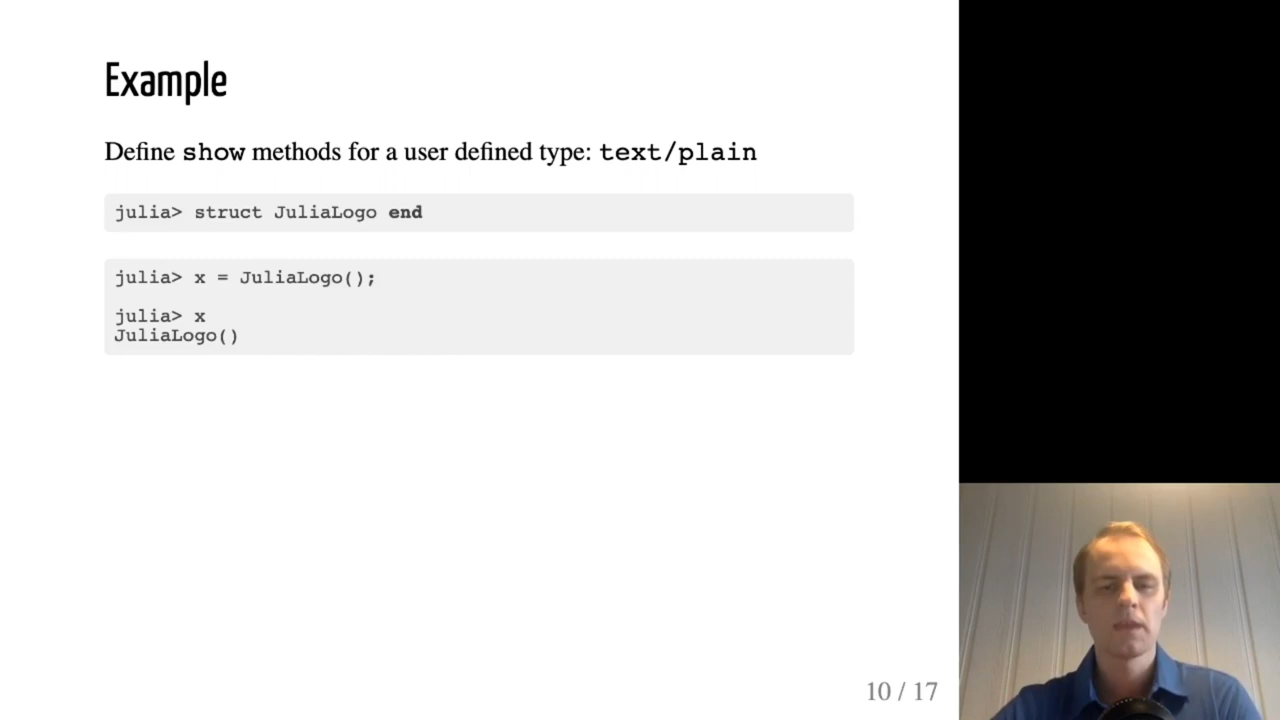 Example
Define show methods for a user defined type: text/plain
julia> struct JuliaLogo end
julia> x = JuliaLogo();
julia> x
JuliaLogo()
10 / 17